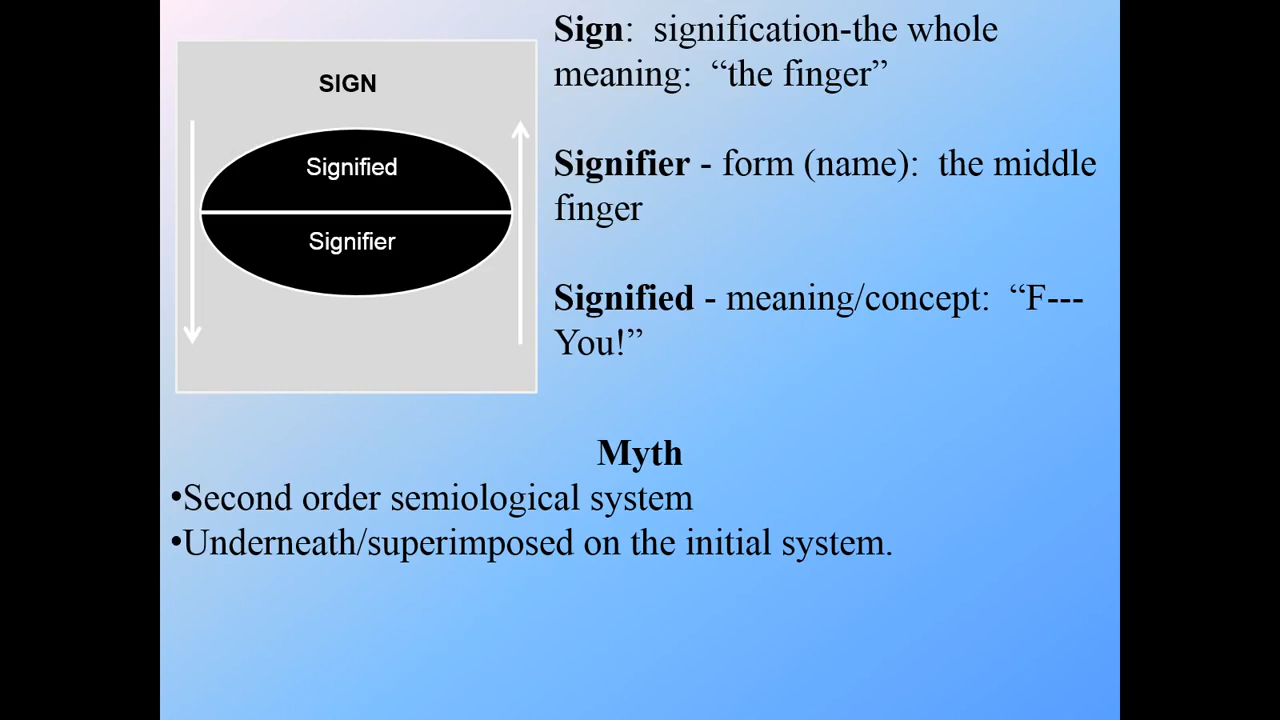 SIGN
Signified
Signifier
Sign:  signification-the whole
meaning:  “the finger”
Signifier - form (name):  the middle
finger
Signified - meaning/concept:  “F---
You!”
Myth
•Second order semiological system
•Underneath/superimposed on the initial system.